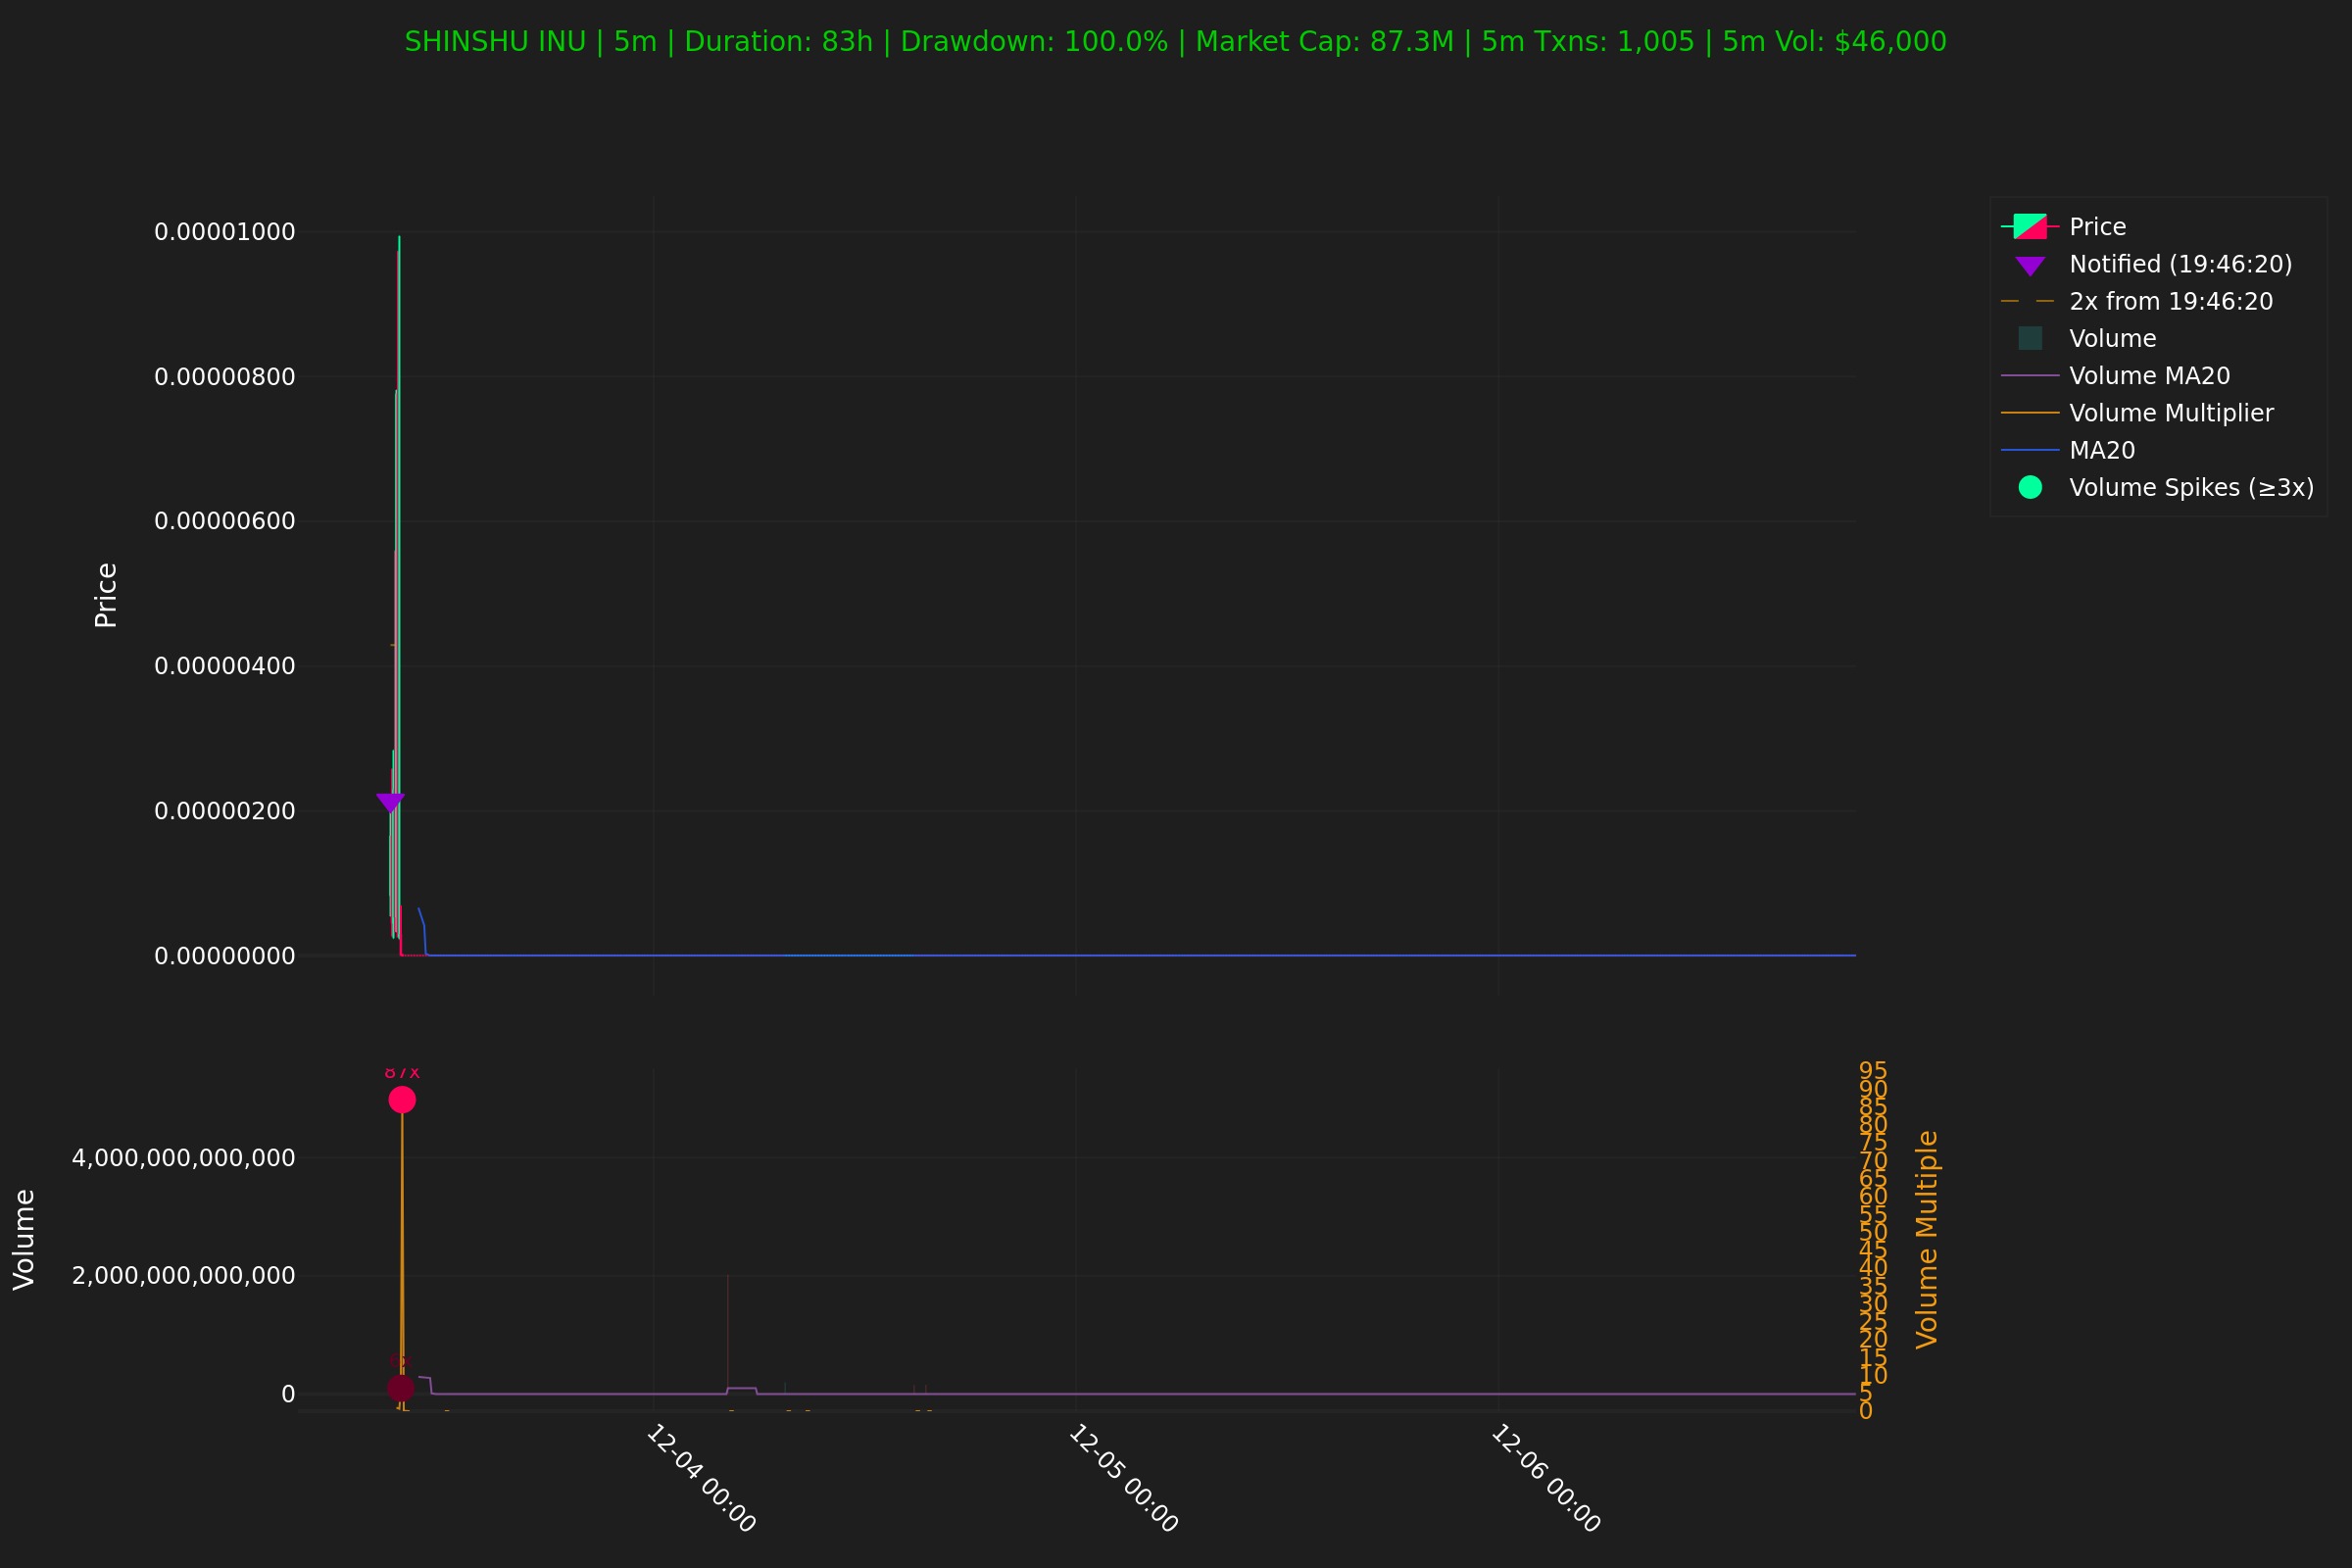 SHINSHU INU | 5m | Duration: 83h | Drawdown: 100.0% | Market Cap: 87.3M | 5m Txns: 1,005 | 5m Vol: $46,000
Price
0.00001000
0.00000800
0.00000600
0.00000400
0.00000200
0.00000000
Price
Notified (19:46:20)
2x from 19:46:20
Volume
Volume MA20
Volume Multiplier
MA20
Volume Spikes (≥3x)
Volume
4,000,000,000,000
2,000,000,000,000
0
87x
95
90
85
80
75
70
65
60
55
50
45
40
35
30
25
20
15
10
5
0
Volume Multiple
12-04 00:00
12-05 00:00
12-06 00:00